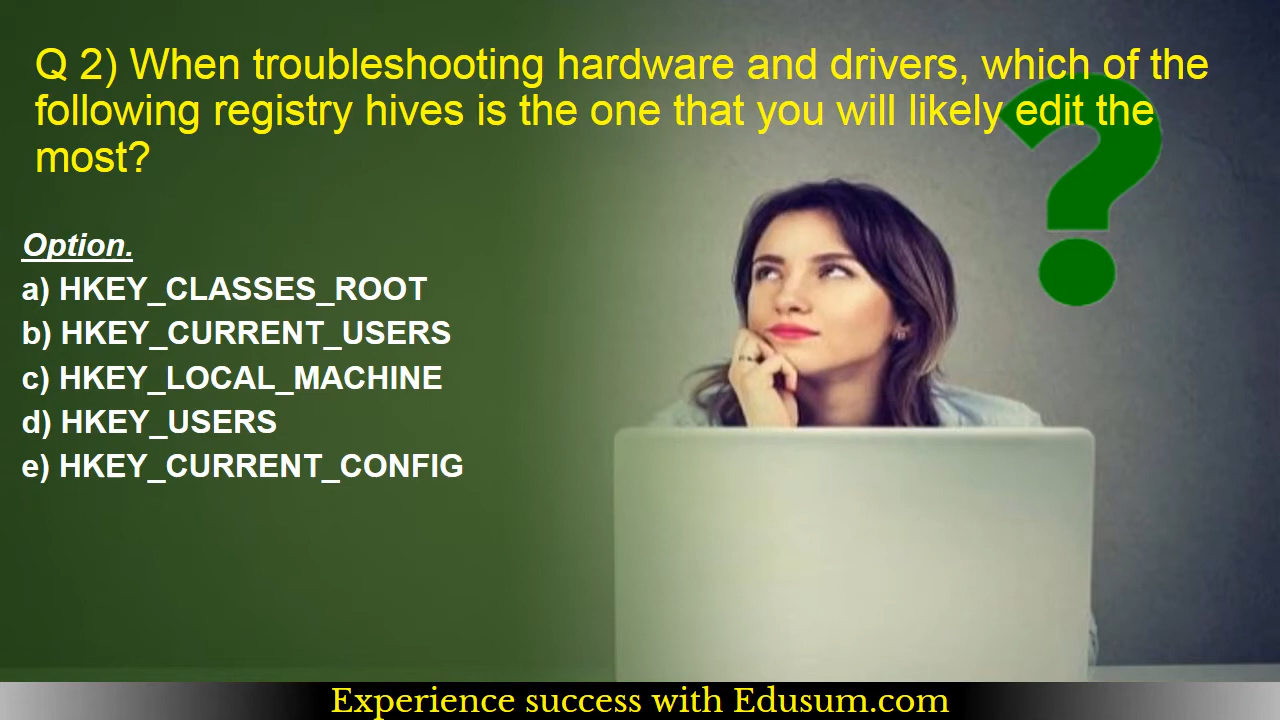 Q 2) When troubleshooting hardware and drivers, which of the
following registry hives is the one that you will likely edit the
most?
Option.
a) HKEY_CLASSES_ROOT
b) HKEY_CURRENT_USERS
c) HKEY_LOCAL_MACHINE
d) HKEY_USERS
e) HKEY_CURRENT_CONFIG
?
Experience success with Edusum.com